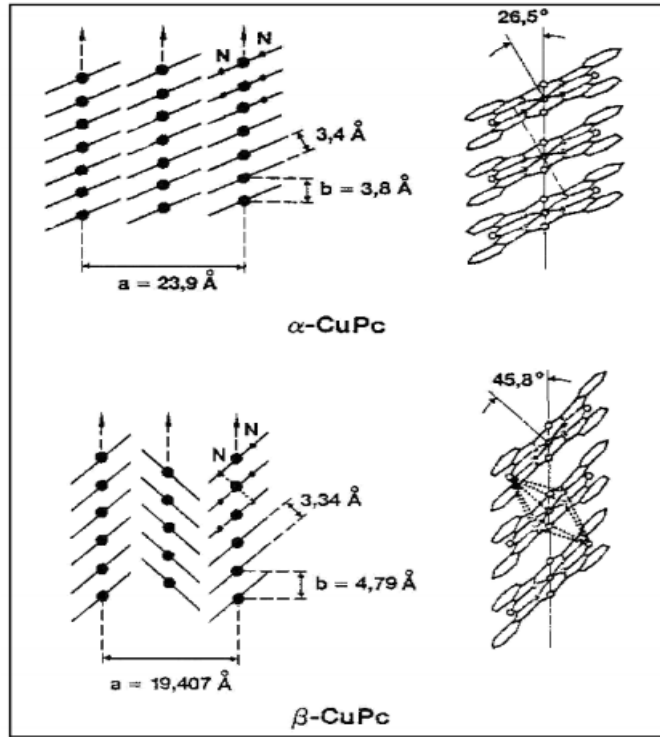 26,5°
N N
3,4 Å
b = 3,8 Å
a = 23,9 Å
α-CuPc
45,8°
N
N
3,34 Å
b = 4,79 Å
a = 19,407 Å
β-CuPc